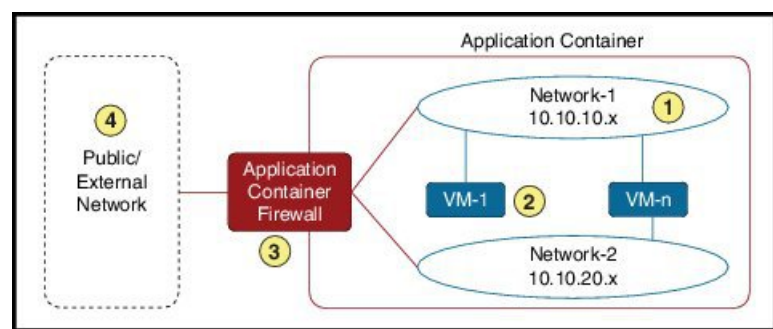 Application Container
Network-1
10.10.10.x
1
4
Public/
External
Network
Application
Container
Firewall
3
VM-1
2
VM-n
Network-2
10.10.20.x